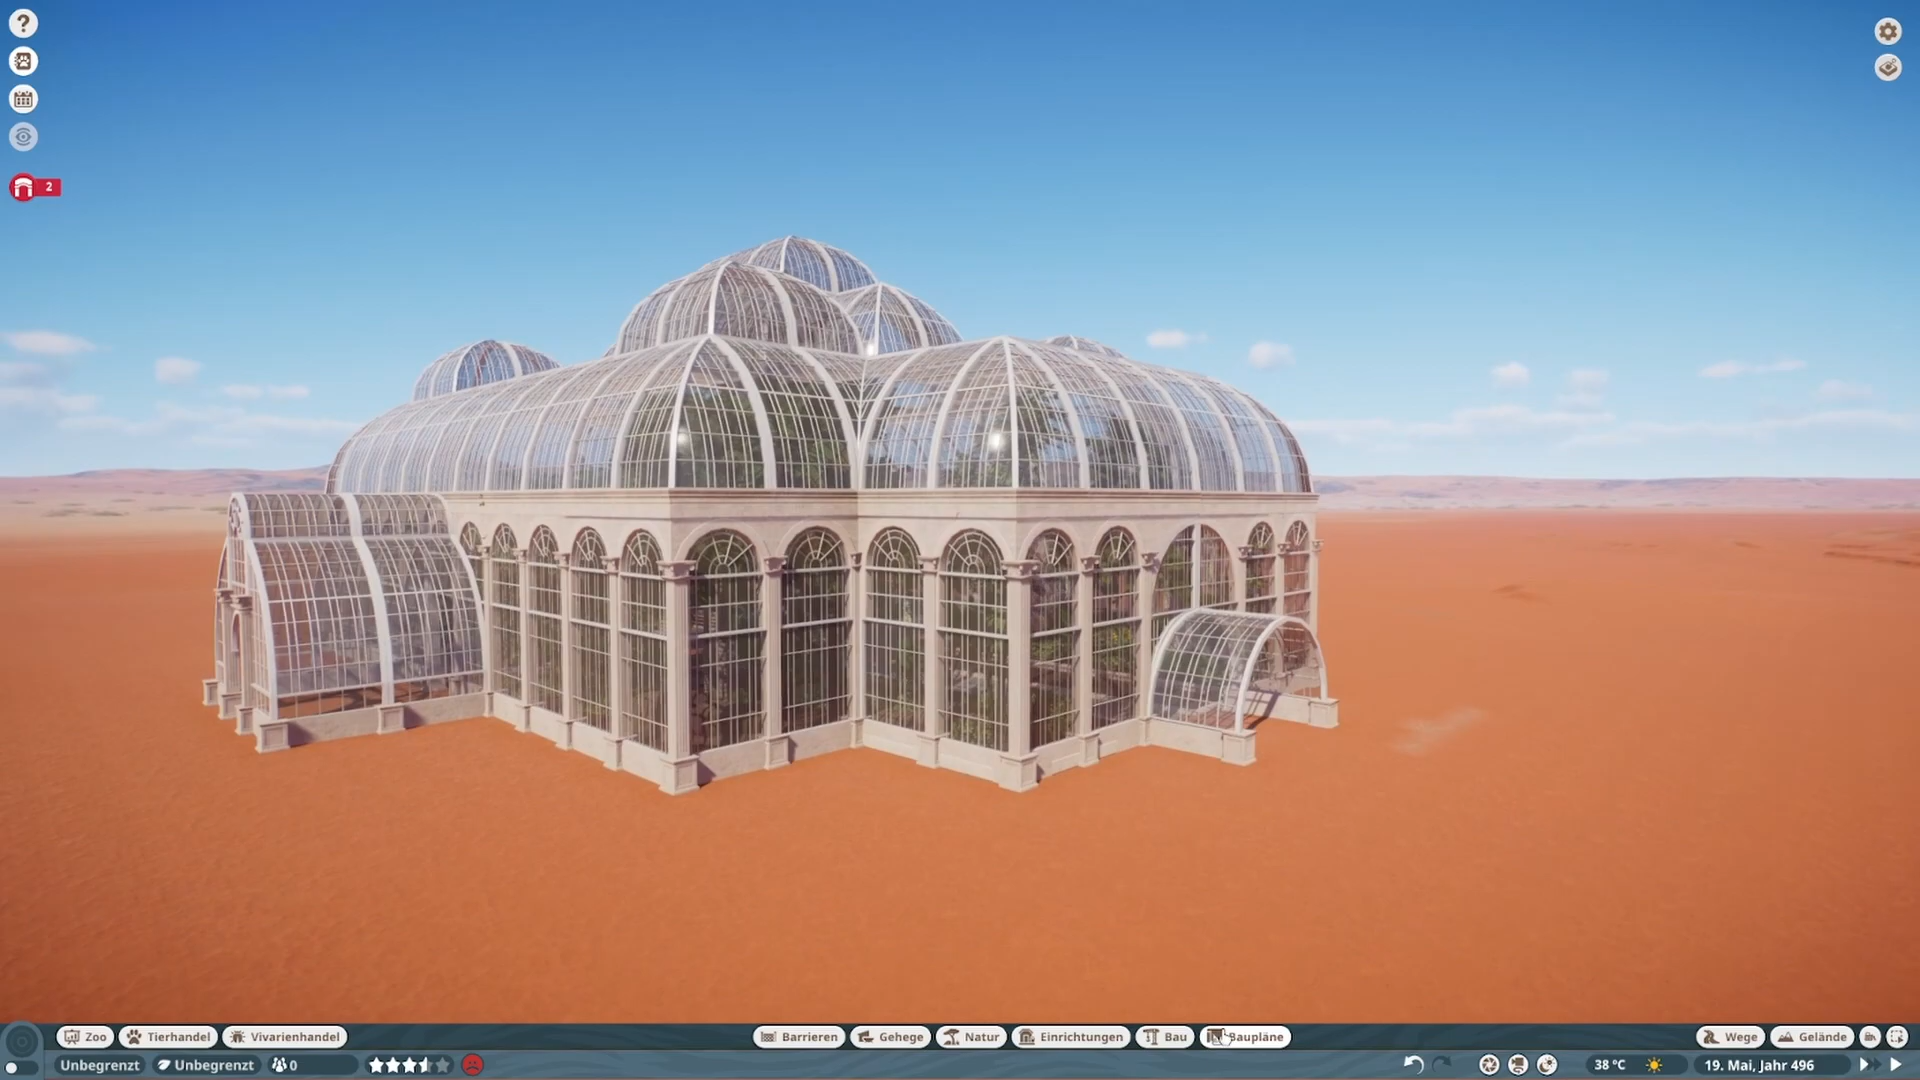 ?
2
Zoo
Tierhandel
Vivarienhandel
Barrieren
Gehege
Natur
Einrichtungen
Bau
Baupläne
Wege
Gelände
Unbegrenzt
Unbegrenzt
0
38 °C
19. Mai, Jahr 496